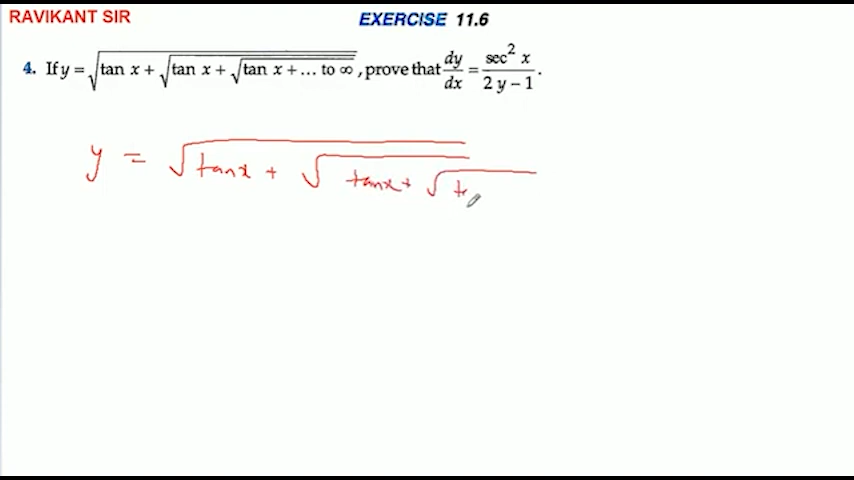 RAVIKANT SIR
EXERCISE 11.6
4. If y = √tan x + √tan x + √tan x + ... to ∞ , prove that dy/dx = sec² x/2 y – 1 .
y = √tanx + √tanx + √t